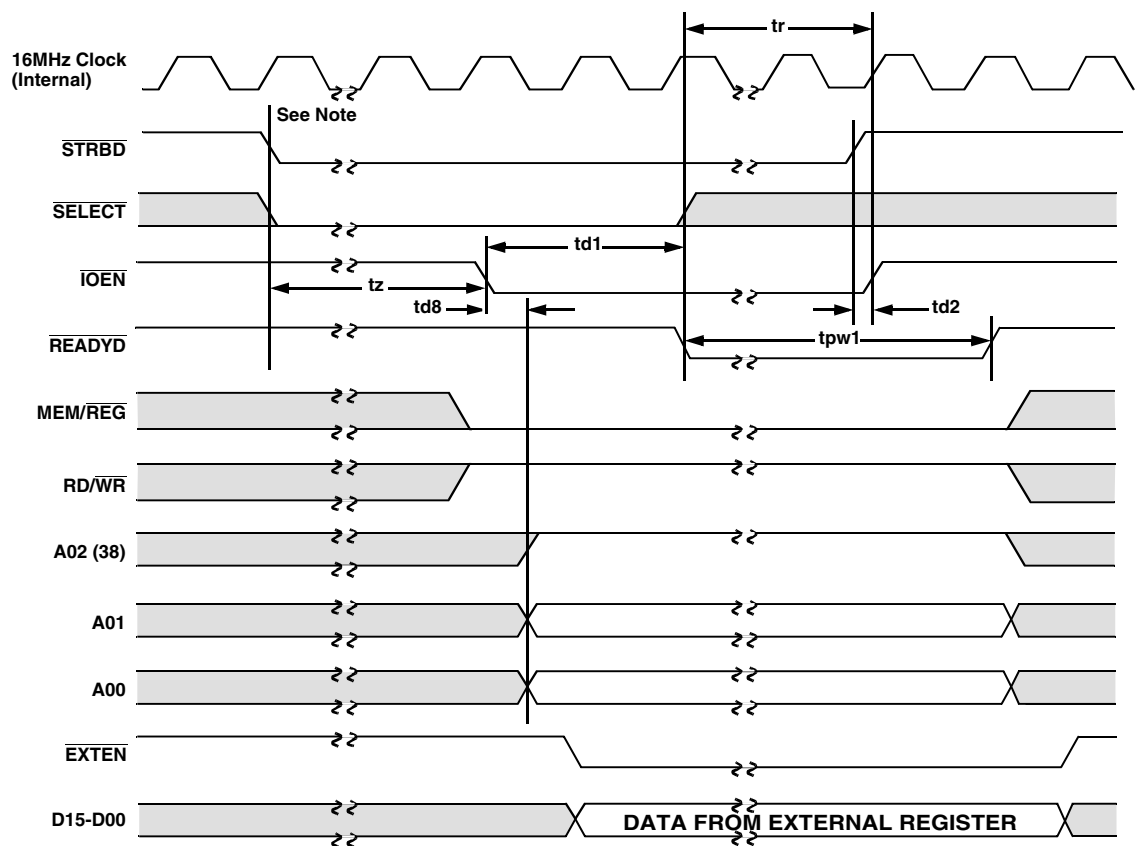 tr
16MHz Clock
(Internal)
See Note
STRBD
SELECT
td1
IOEN
tz
td8
td2
READYD
tpw1
MEM/REG
RD/WR
A02 (38)
A01
A00
EXTEN
D15-D00
DATA FROM EXTERNAL REGISTER